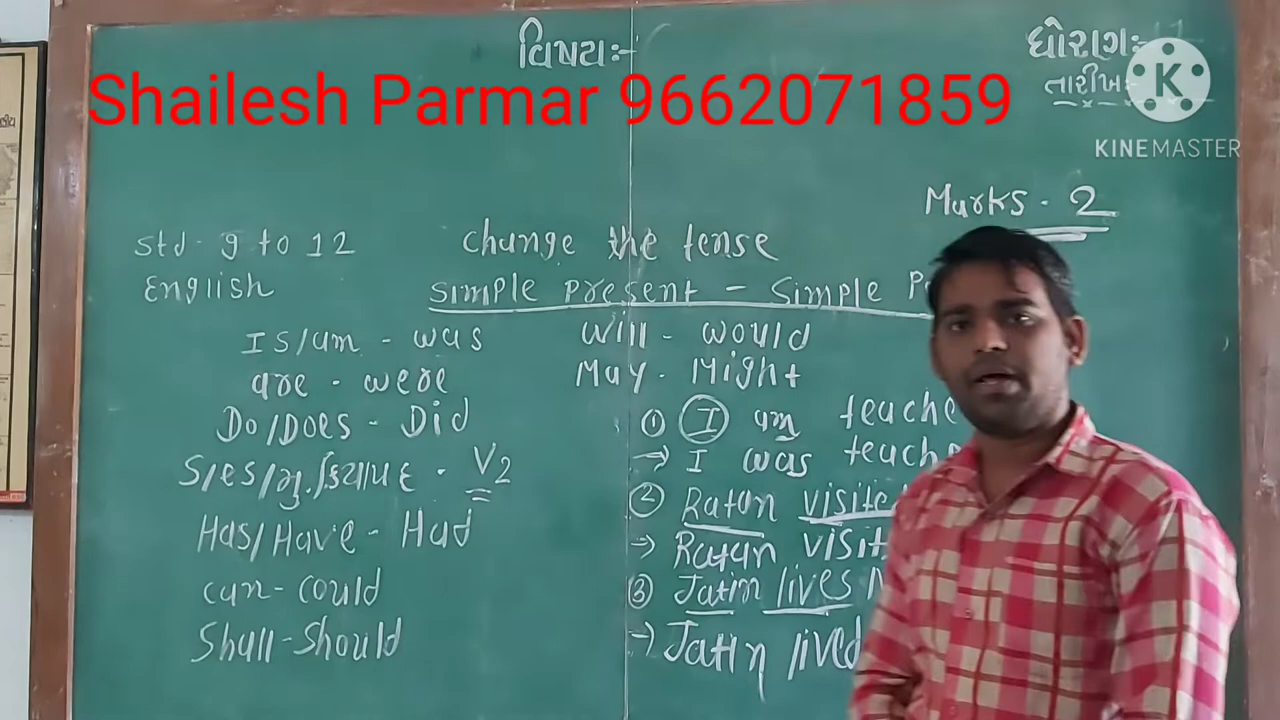 વિષયઃ-
ધોરણઃ-
તારીખઃ-
Shailesh Parmar 9662071859
KINEMASTER
Marks - 2
Std - 9 to 12
English
Change the tense
Simple Present - Simple
Is/am - was
are - were
Do/Does - Did
S/es/મૂ.ક્રિયાપદ - V2
Has/Have - Had
can - could
Shall - Should
Will - would
May - Might
① I am teache
→ I was teach
② Ratan visite
→ Ratan visit
③ Jatin lives
→ Jatin lived